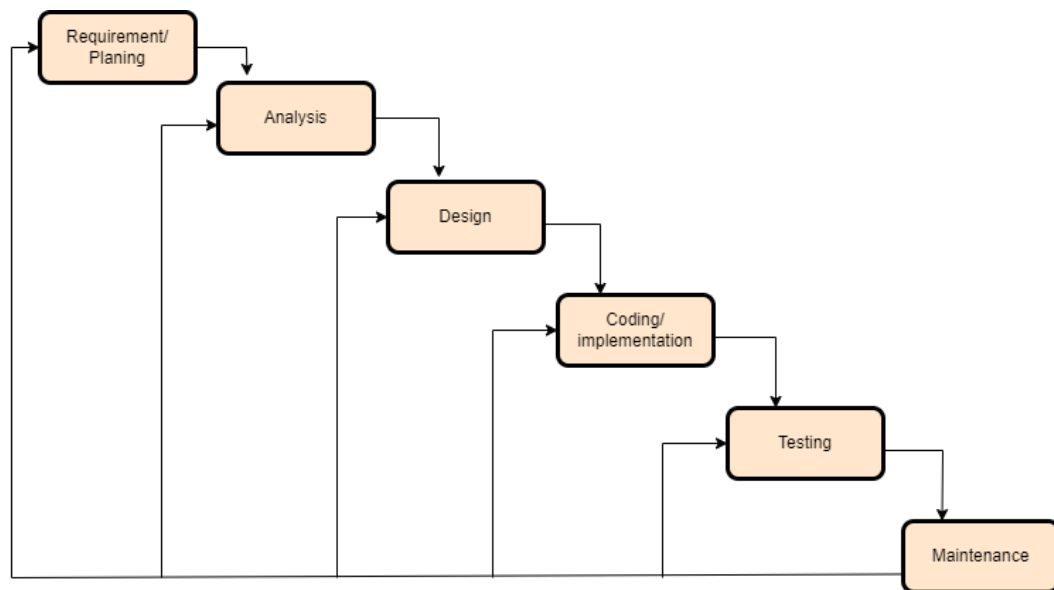 Requirement/
Planing
Analysis
Design
Coding/
implementation
Testing
Maintenance